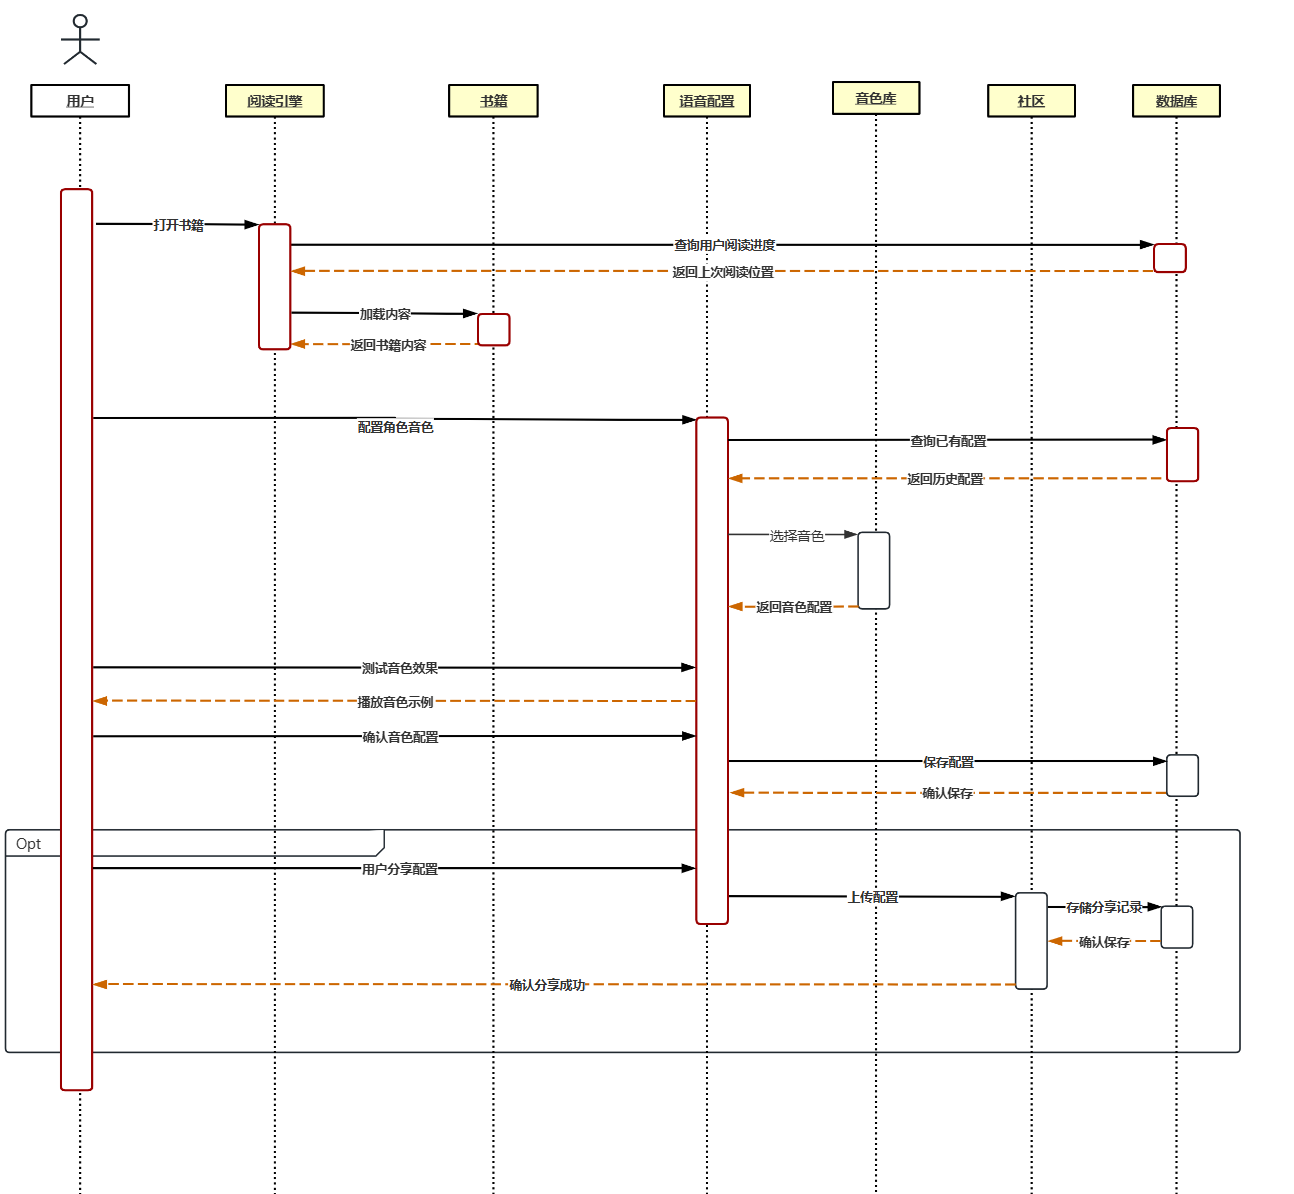 用户
阅读引擎
书籍
语音配置
音色库
社区
数据库
打开书籍
查询用户阅读进度
返回上次阅读位置
加载内容
返回书籍内容
配置角色音色
查询已有配置
返回历史配置
选择音色
返回音色配置
测试音色效果
播放音色示例
确认音色配置
保存配置
确认保存
Opt
用户分享配置
上传配置
存储分享记录
确认保存
确认分享成功